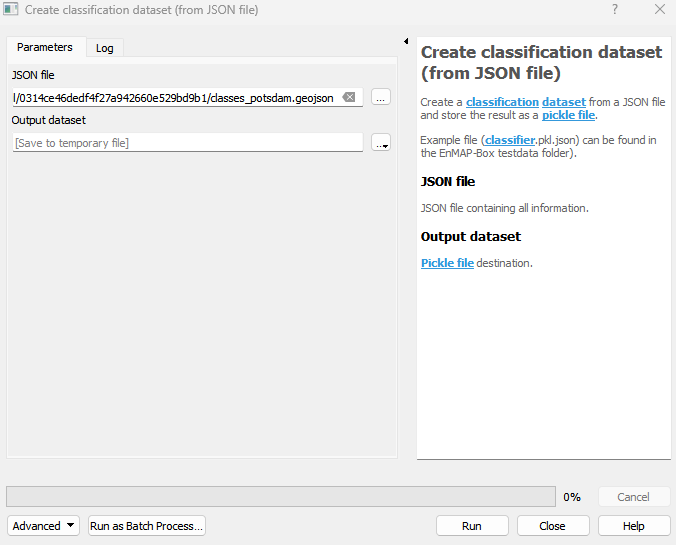 Create classification dataset (from JSON file)
?
Parameters
Log
JSON file
l/0314ce46dedf4f27a942660e529bd9b1/classes_potsdam.geojson
...
Output dataset
[Save to temporary file]
...
Create classification dataset
(from JSON file)
Create a classification dataset from a JSON file
and store the result as a pickle file.
Example file (classifier.pkl.json) can be found in
the EnMAP-Box testdata folder).
JSON file
JSON file containing all information.
Output dataset
Pickle file destination.
0%
Cancel
Advanced
Run as Batch Process...
Run
Close
Help